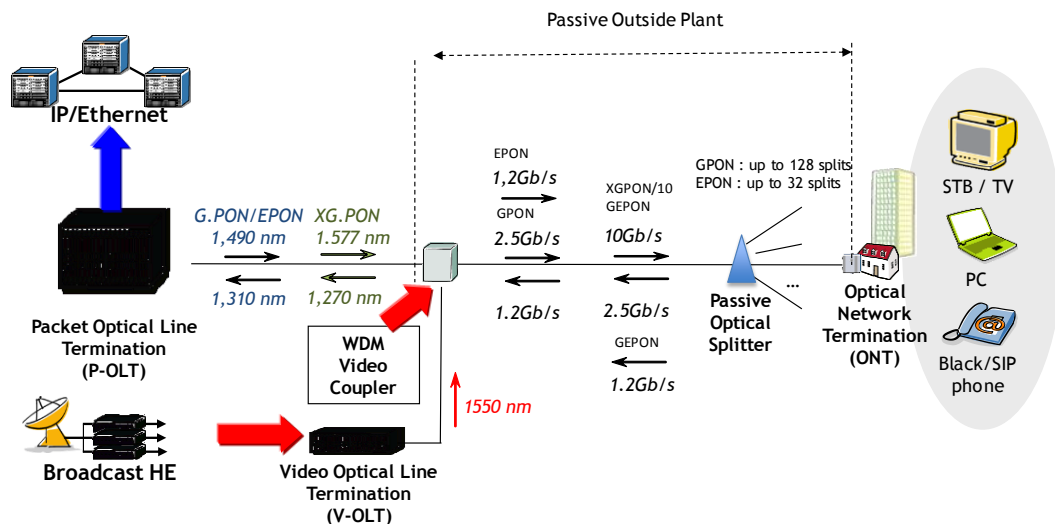 Passive Outside Plant
IP/Ethernet
G.PON/EPON
1,490 nm
1,310 nm
XG.PON
1.577 nm
1,270 nm
EPON
1,2Gb/s
GPON
2.5Gb/s
1.2Gb/s
XGPON/10
GEPON
10Gb/s
2.5Gb/s
GEPON
1.2Gb/s
GPON : up to 128 splits
EPON : up to 32 splits
...
Passive
Optical
Splitter
Optical
Network
Termination
(ONT)
STB / TV
PC
Black/SIP
phone
Packet Optical Line
Termination
(P-OLT)
WDM
Video
Coupler
1550 nm
Broadcast HE
Video Optical Line
Termination
(V-OLT)